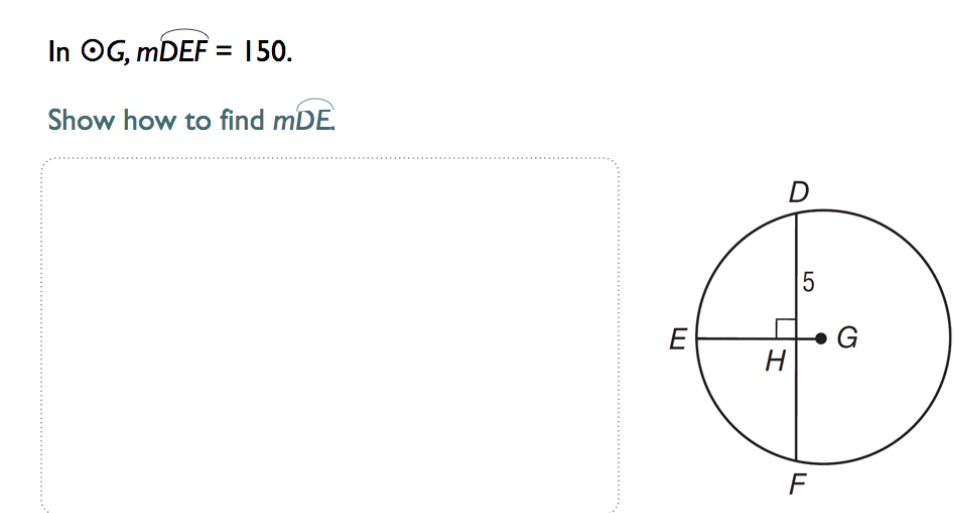 In ⊙G, mDEF = 150.
Show how to find mDE.
D
5
E
G
H
F